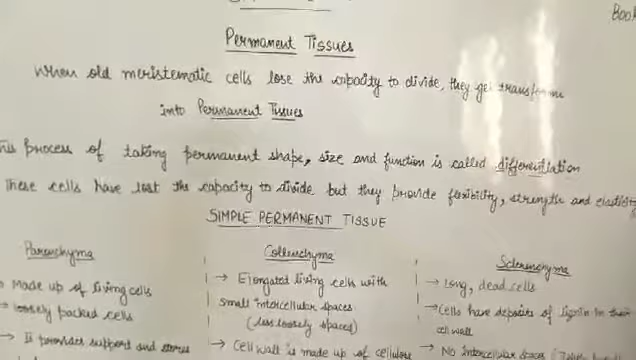 Book
Permanent Tissues
When old meristematic cells lose the capacity to divide, they get transforme
into Permanent Tissues
This process of taking permanent shape, size and function is called differentiation
These cells have lost the capacity to divide but they provide flexibility, strength and elasticity
SIMPLE PERMANENT TISSUE
Parenchyma
→ Made up of living cells
→ loosely packed cells
→ It provides support and stores
Collenchyma
→ Elongated living cells with
small intercellular spaces
(less loosely spaced)
→ Cell wall is made up of cellulose
Sclerenchyma
→ Long, dead cells
→ Cells have deposits of lignin in their
cell wall
→ No intercellular spaces